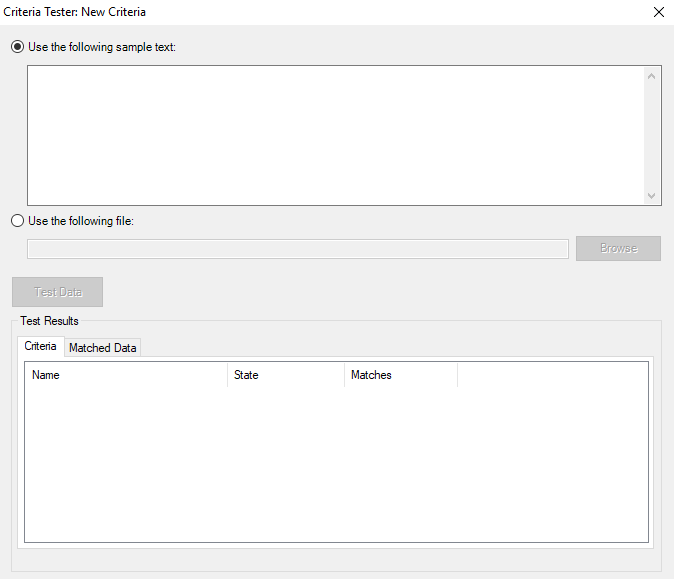 Criteria Tester: New Criteria
Use the following sample text:
Use the following file:
Browse
Test Data
Test Results
Criteria
Matched Data
Name
State
Matches